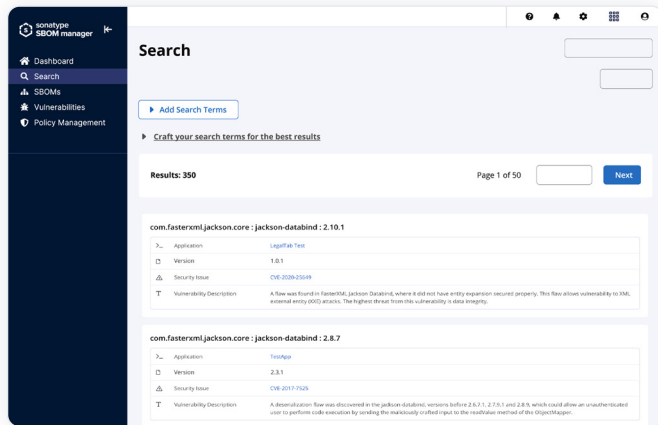 sonatype
SBOM manager
Dashboard
Search
SBOMs
Vulnerabilities
Policy Management
Search
Add Search Terms
Craft your search terms for the best results
Results: 350
Page 1 of 50
Next
com.fasterxml.jackson.core : jackson-databind : 2.10.1
Application LegalTab Test
Version 1.0.1
Security Issue CVE-2020-25649
Vulnerability Description A flaw was found in FasterXML Jackson Databind, where it did not have entity expansion secured properly. This flaw allows vulnerability to XML
external entity (XXE) attacks. The highest threat from this vulnerability is data integrity.
com.fasterxml.jackson.core : jackson-databind : 2.8.7
Application TestApp
Version 2.3.1
Security Issue CVE-2017-7525
Vulnerability Description A deserialization flaw was discovered in the jackson-databind, versions before 2.6.7.1, 2.7.9.1 and 2.8.9, which could allow an unauthenticated
user to perform code execution by sending the maliciously crafted input to the readValue method of the ObjectMapper.